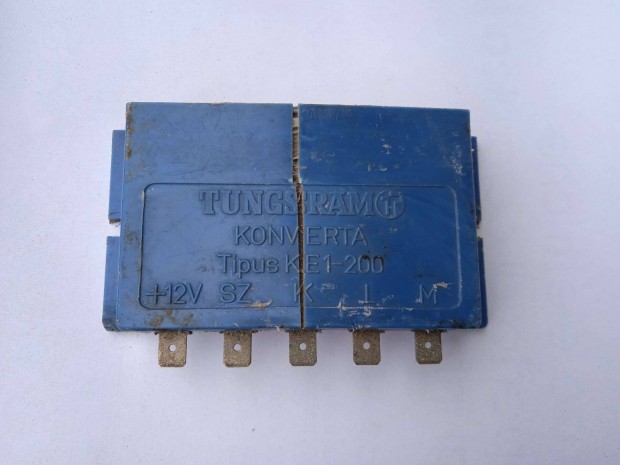 TUNGSRAM
KONVERTA
Tipus KE1-200
+12V SZ K I M